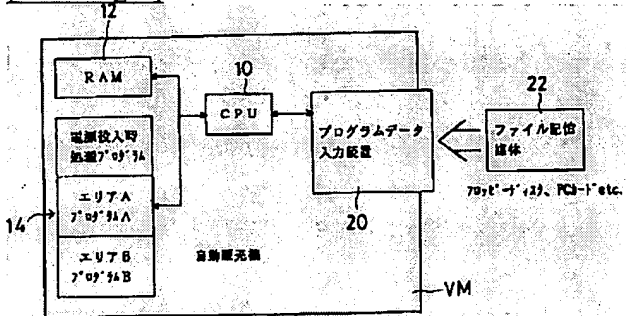 12
RAM
10
CPU
電源投入時
処理プログラム
エリアA
プログラムA
エリアB
プログラムB
14
自動販売機
プログラムデータ
入力装置
20
22
ファイル記憶
媒体
フロッピーディスク、PCカードetc.
VM